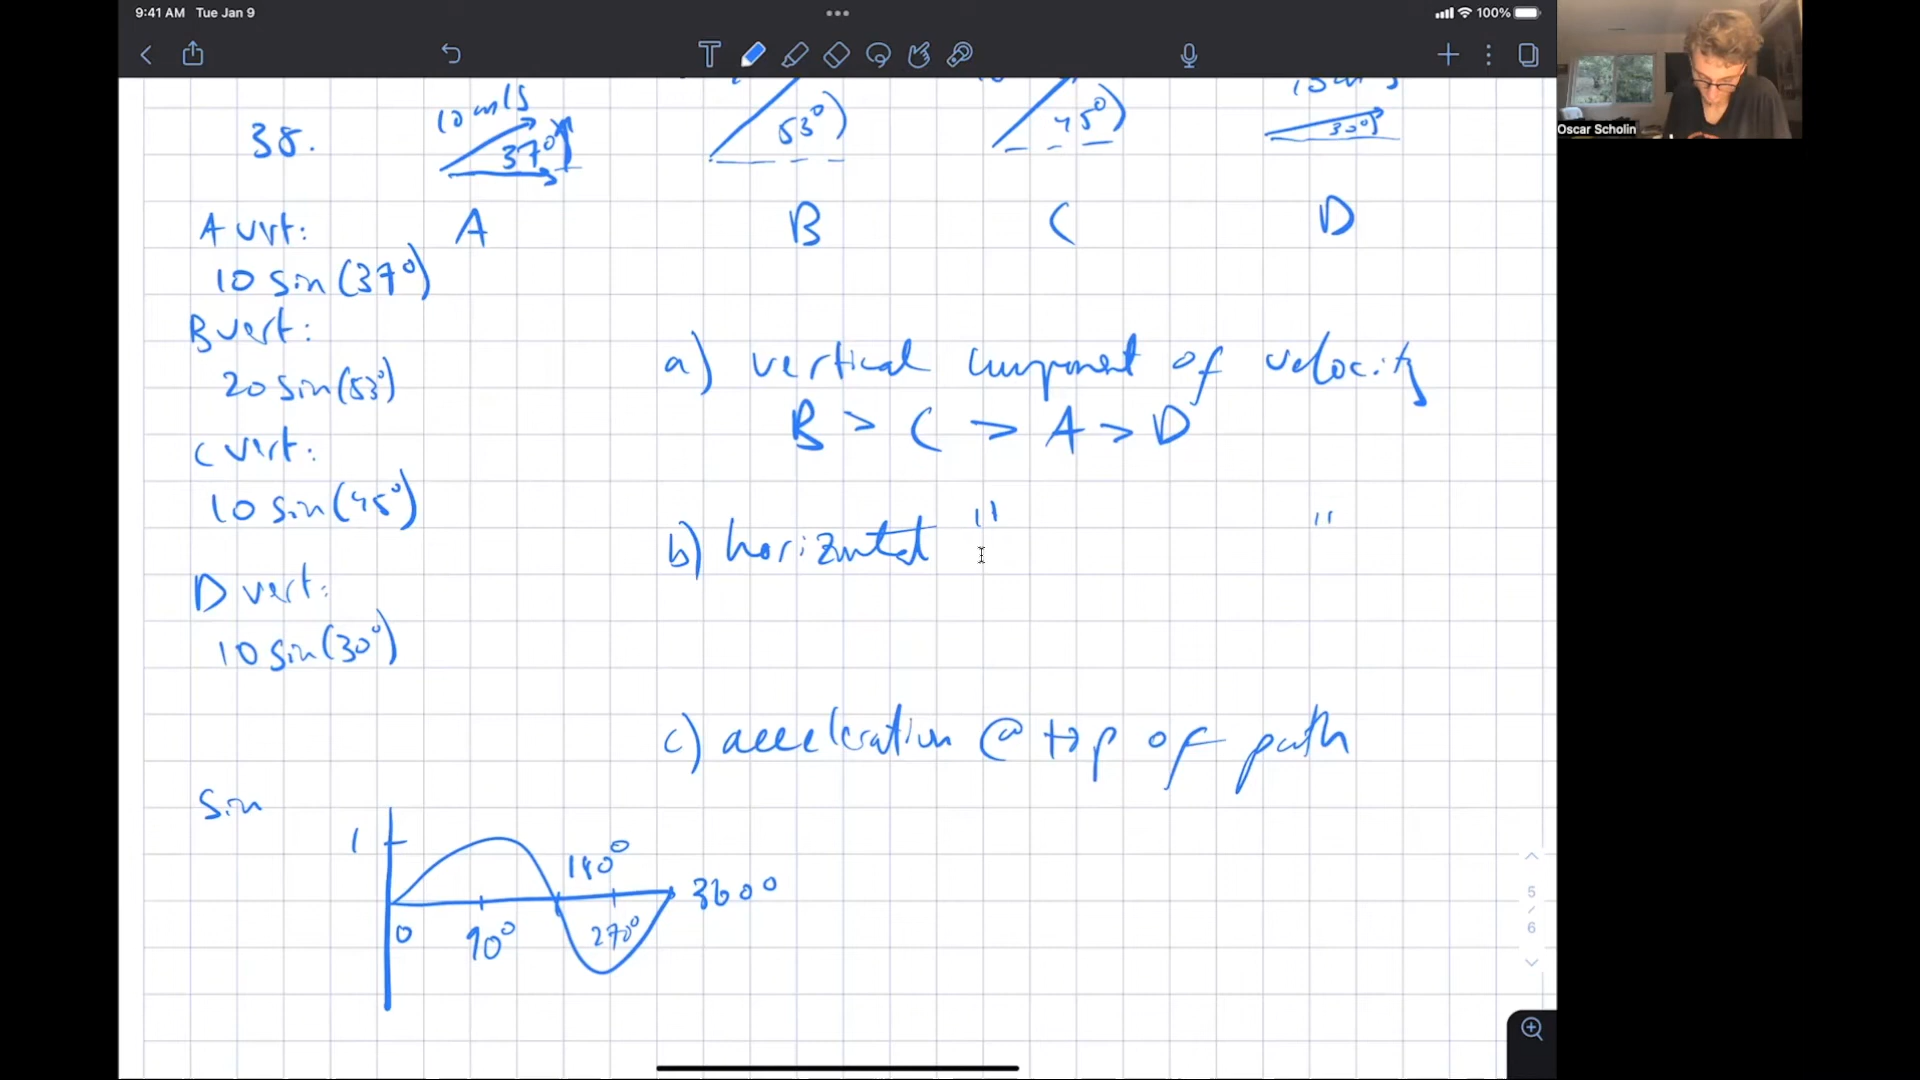 9:41 AM Tue Jan 9
100%
Oscar Scholin
38.
10 m/s
37°
53°
45°
30°
A B C D
A vert:
10 sin(37°)
B vert:
20 sin(53°)
C vert:
10 sin(45°)
D vert:
10 sin(30°)
a) vertical component of velocity
B > C > A > D
b) horizontal " "
c) acceleration @ top of path
sin
1
180°
360°
0
90°
270°
5
6